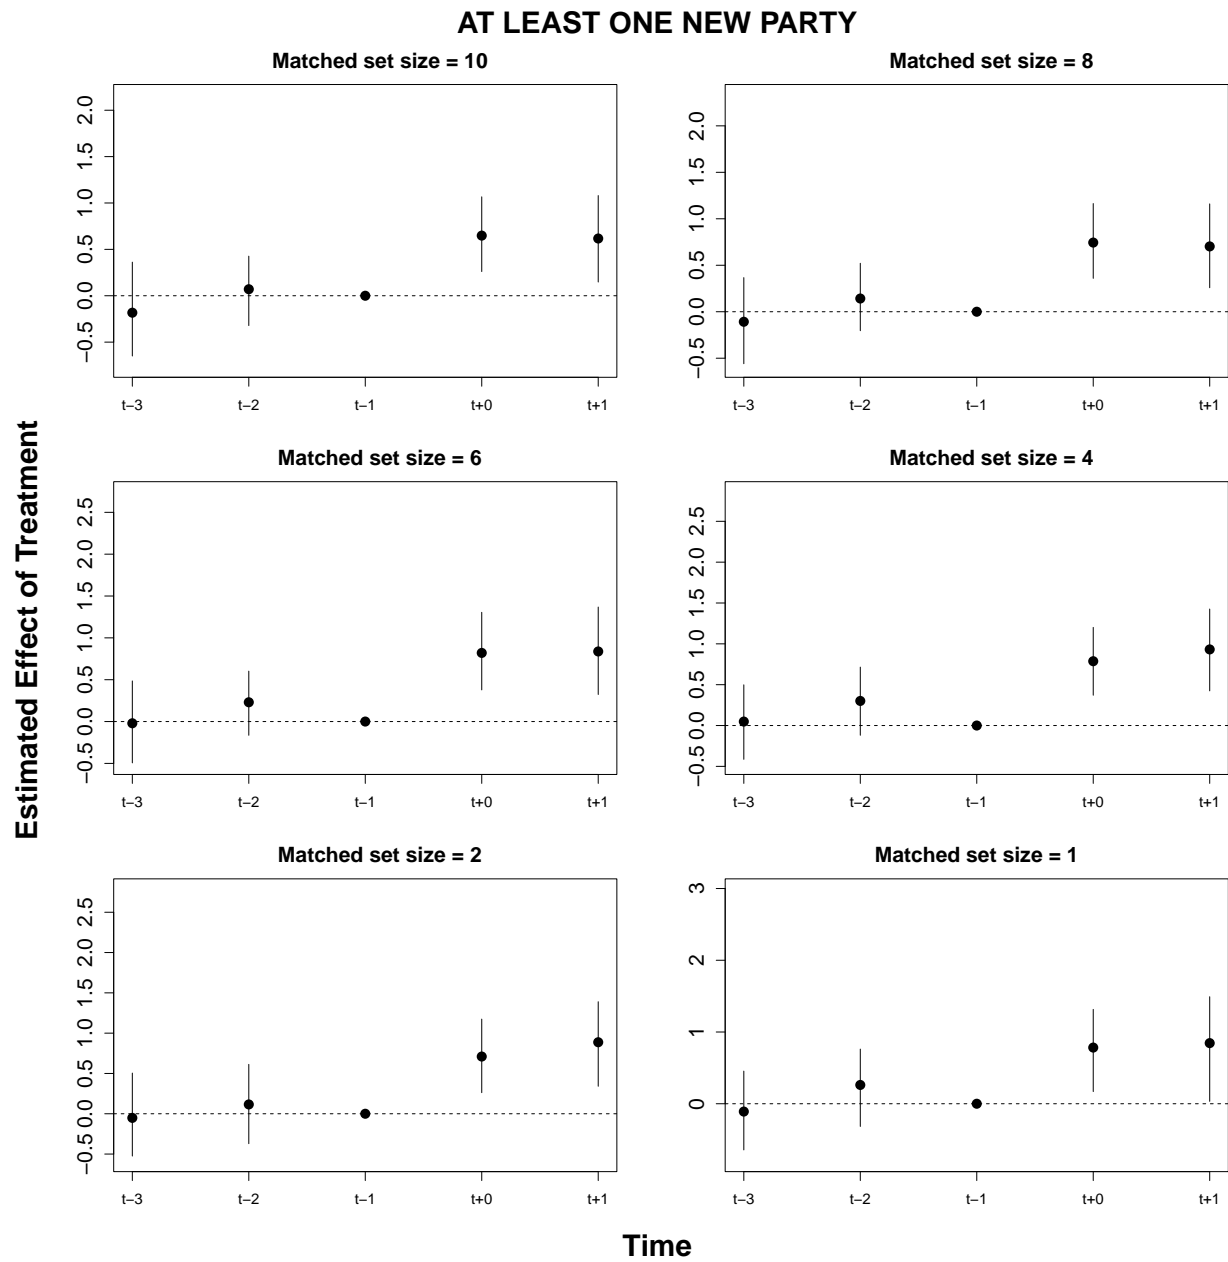 AT LEAST ONE NEW PARTY
Matched set size = 10
2.0
1.5
1.0
0.5
0.0
−0.5
t−3 t−2 t−1 t+0 t+1
Matched set size = 8
2.0
1.5
1.0
0.5
0.0
−0.5
t−3 t−2 t−1 t+0 t+1
Estimated Effect of Treatment
Matched set size = 6
2.5
2.0
1.5
1.0
0.5
0.0
−0.5
t−3 t−2 t−1 t+0 t+1
Matched set size = 4
2.5
2.0
1.5
1.0
0.5
0.0
−0.5
t−3 t−2 t−1 t+0 t+1
Matched set size = 2
2.5
2.0
1.5
1.0
0.5
0.0
−0.5
t−3 t−2 t−1 t+0 t+1
Matched set size = 1
3
2
1
0
t−3 t−2 t−1 t+0 t+1
Time